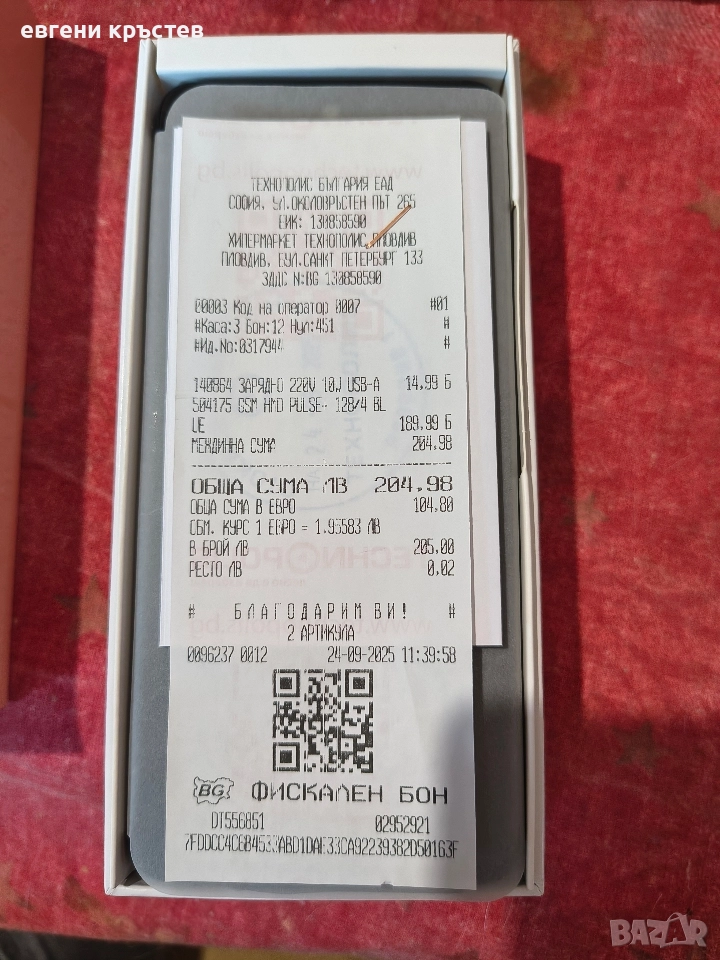 евгени кръстев
ТЕХНОПОЛИС БЪЛГАРИЯ ЕАД
СОФИЯ, УЛ.ОКОЛОВРЪСТЕН ПЪТ 265
ЕИК: 130858590
ХИПЕРМАРКЕТ ТЕХНОПОЛИС ПЛОВДИВ
ПЛОВДИВ, БУЛ.САНКТ ПЕТЕРБУРГ 133
ЗДДС N:BG 130858590
00003 Код на оператор 0007 #01
#Каса:3 Бон:12 Нул:451 #
#Ид.No:0317944 #
140864 ЗАРЯДНО 220V 10W USB-A 14,99 Б
504175 GSM HMD PULSE+ 128/4 BL
UE 189,99 Б
МЕЖДИННА СУМА 204,98
ОБЩА СУМА ЛВ 204.98
ОБЩА СУМА В ЕВРО 104,80
ОБМ. КУРС 1 ЕВРО = 1.95583 ЛВ
В БРОЙ ЛВ 205,00
РЕСТО ЛВ 0,02
# БЛАГОДАРИМ ВИ! #
2 АРТИКУЛА
0096237 0012 24-09-2025 11:39:58
BG ФИСКАЛЕН БОН
DT556851 02952921
BAZAR